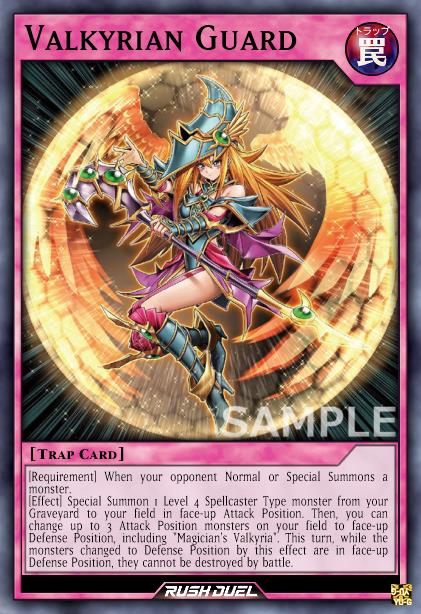 Valkyrian Guard
トラップ
罠
SAMPLE
[Trap Card]
[Requirement] When your opponent Normal or Special Summons a
monster.
[Effect] Special Summon 1 Level 4 Spellcaster Type monster from your
Graveyard to your field in face-up Attack Position. Then, you can
change up to 3 Attack Position monsters on your field to face-up
Defense Position, including "Magician's Valkyria". This turn, while the
monsters changed to Defense Position by this effect are in face-up
Defense Position, they cannot be destroyed by battle.
RUSH DUEL